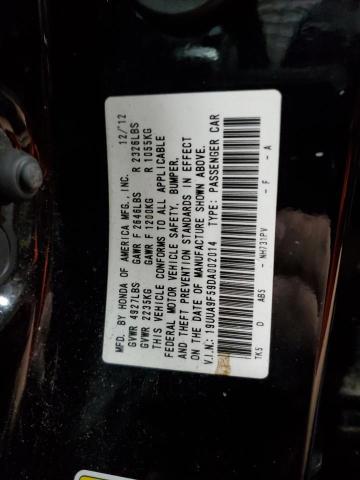 MFD. BY HONDA OF AMERICA MFG., INC. 12/12
GVWR 4927LBS GAWR F 2646LBS R 2326LBS
GVWR 2235KG GAWR F 1200KG R 1055KG
THIS VEHICLE CONFORMS TO ALL APPLICABLE
FEDERAL MOTOR VEHICLE SAFETY, BUMPER,
AND THEFT PREVENTION STANDARDS IN EFFECT
ON THE DATE OF MANUFACTURE SHOWN ABOVE.
V.I.N.: 19UUA9F59DA002014 TYPE: PASSENGER CAR
TK5 D AB5 - NH731PV - F - A